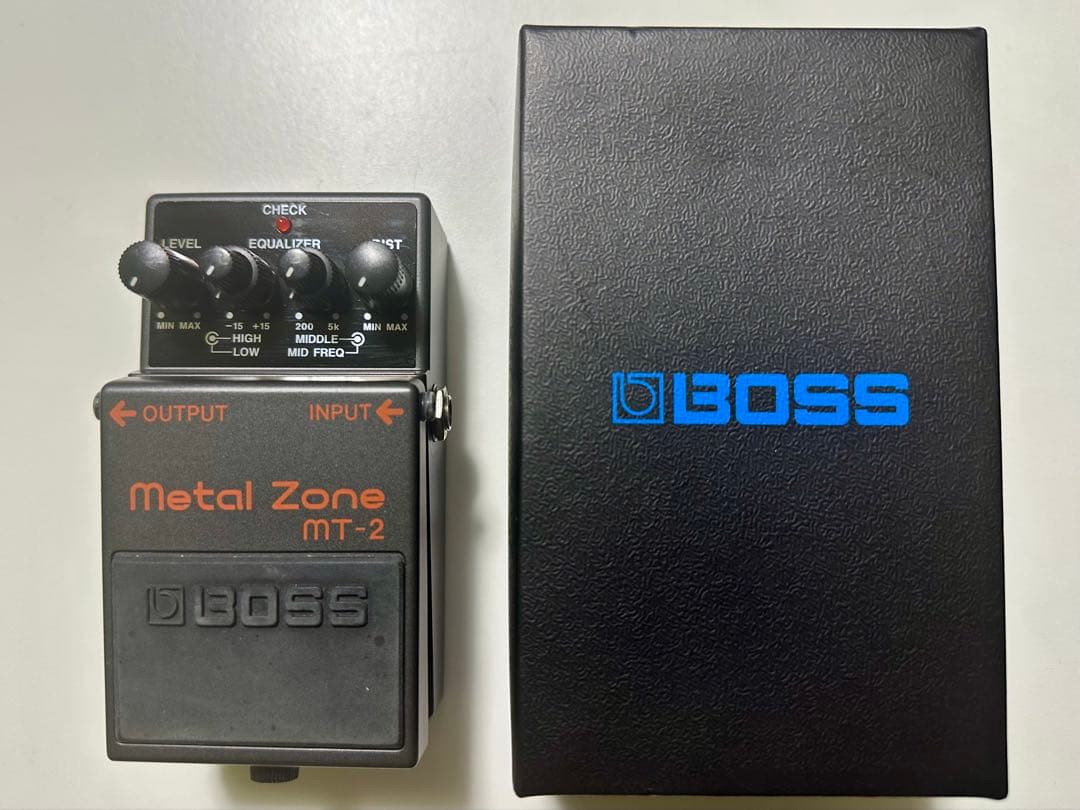 CHECK
LEVEL EQUALIZER DIST
MIN MAX -15 +15 200 5k MIN MAX
HIGH MIDDLE
LOW MID FREQ
OUTPUT INPUT
Metal Zone
MT-2
BOSS
BOSS